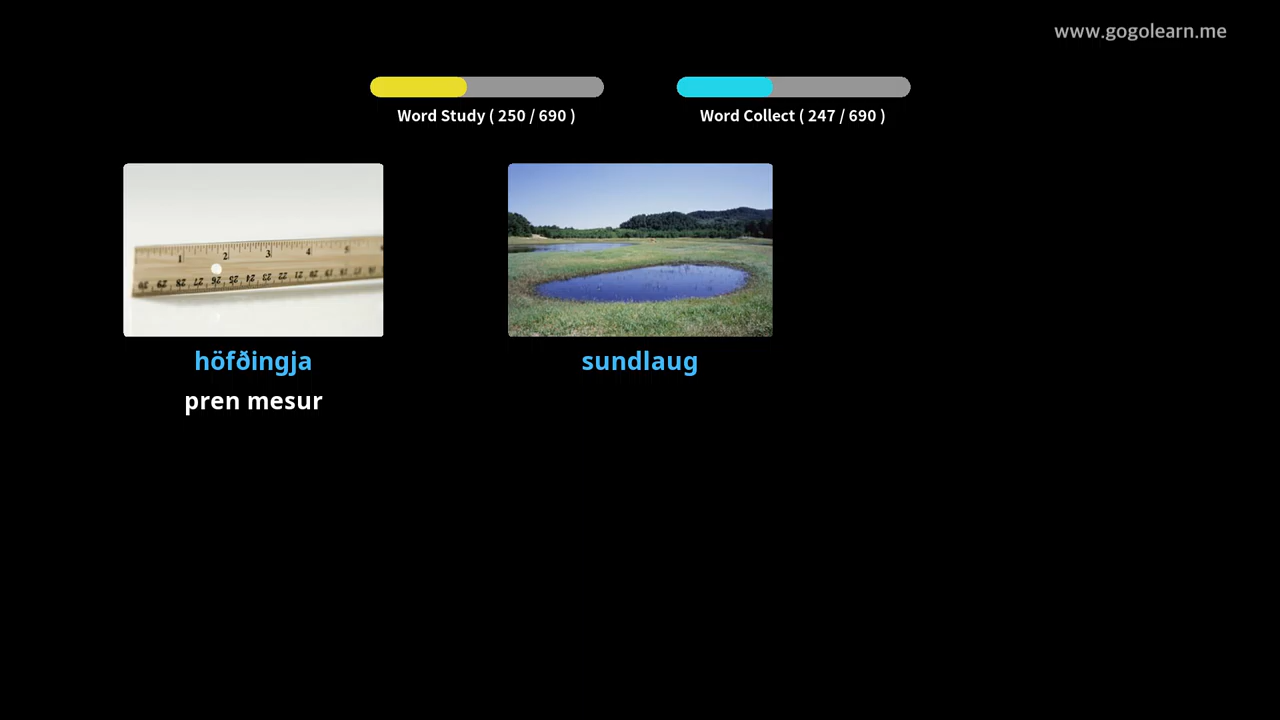 www.gogolearn.me
Word Study ( 250 / 690 )
Word Collect ( 247 / 690 )
höfðingja
pren mesur
sundlaug